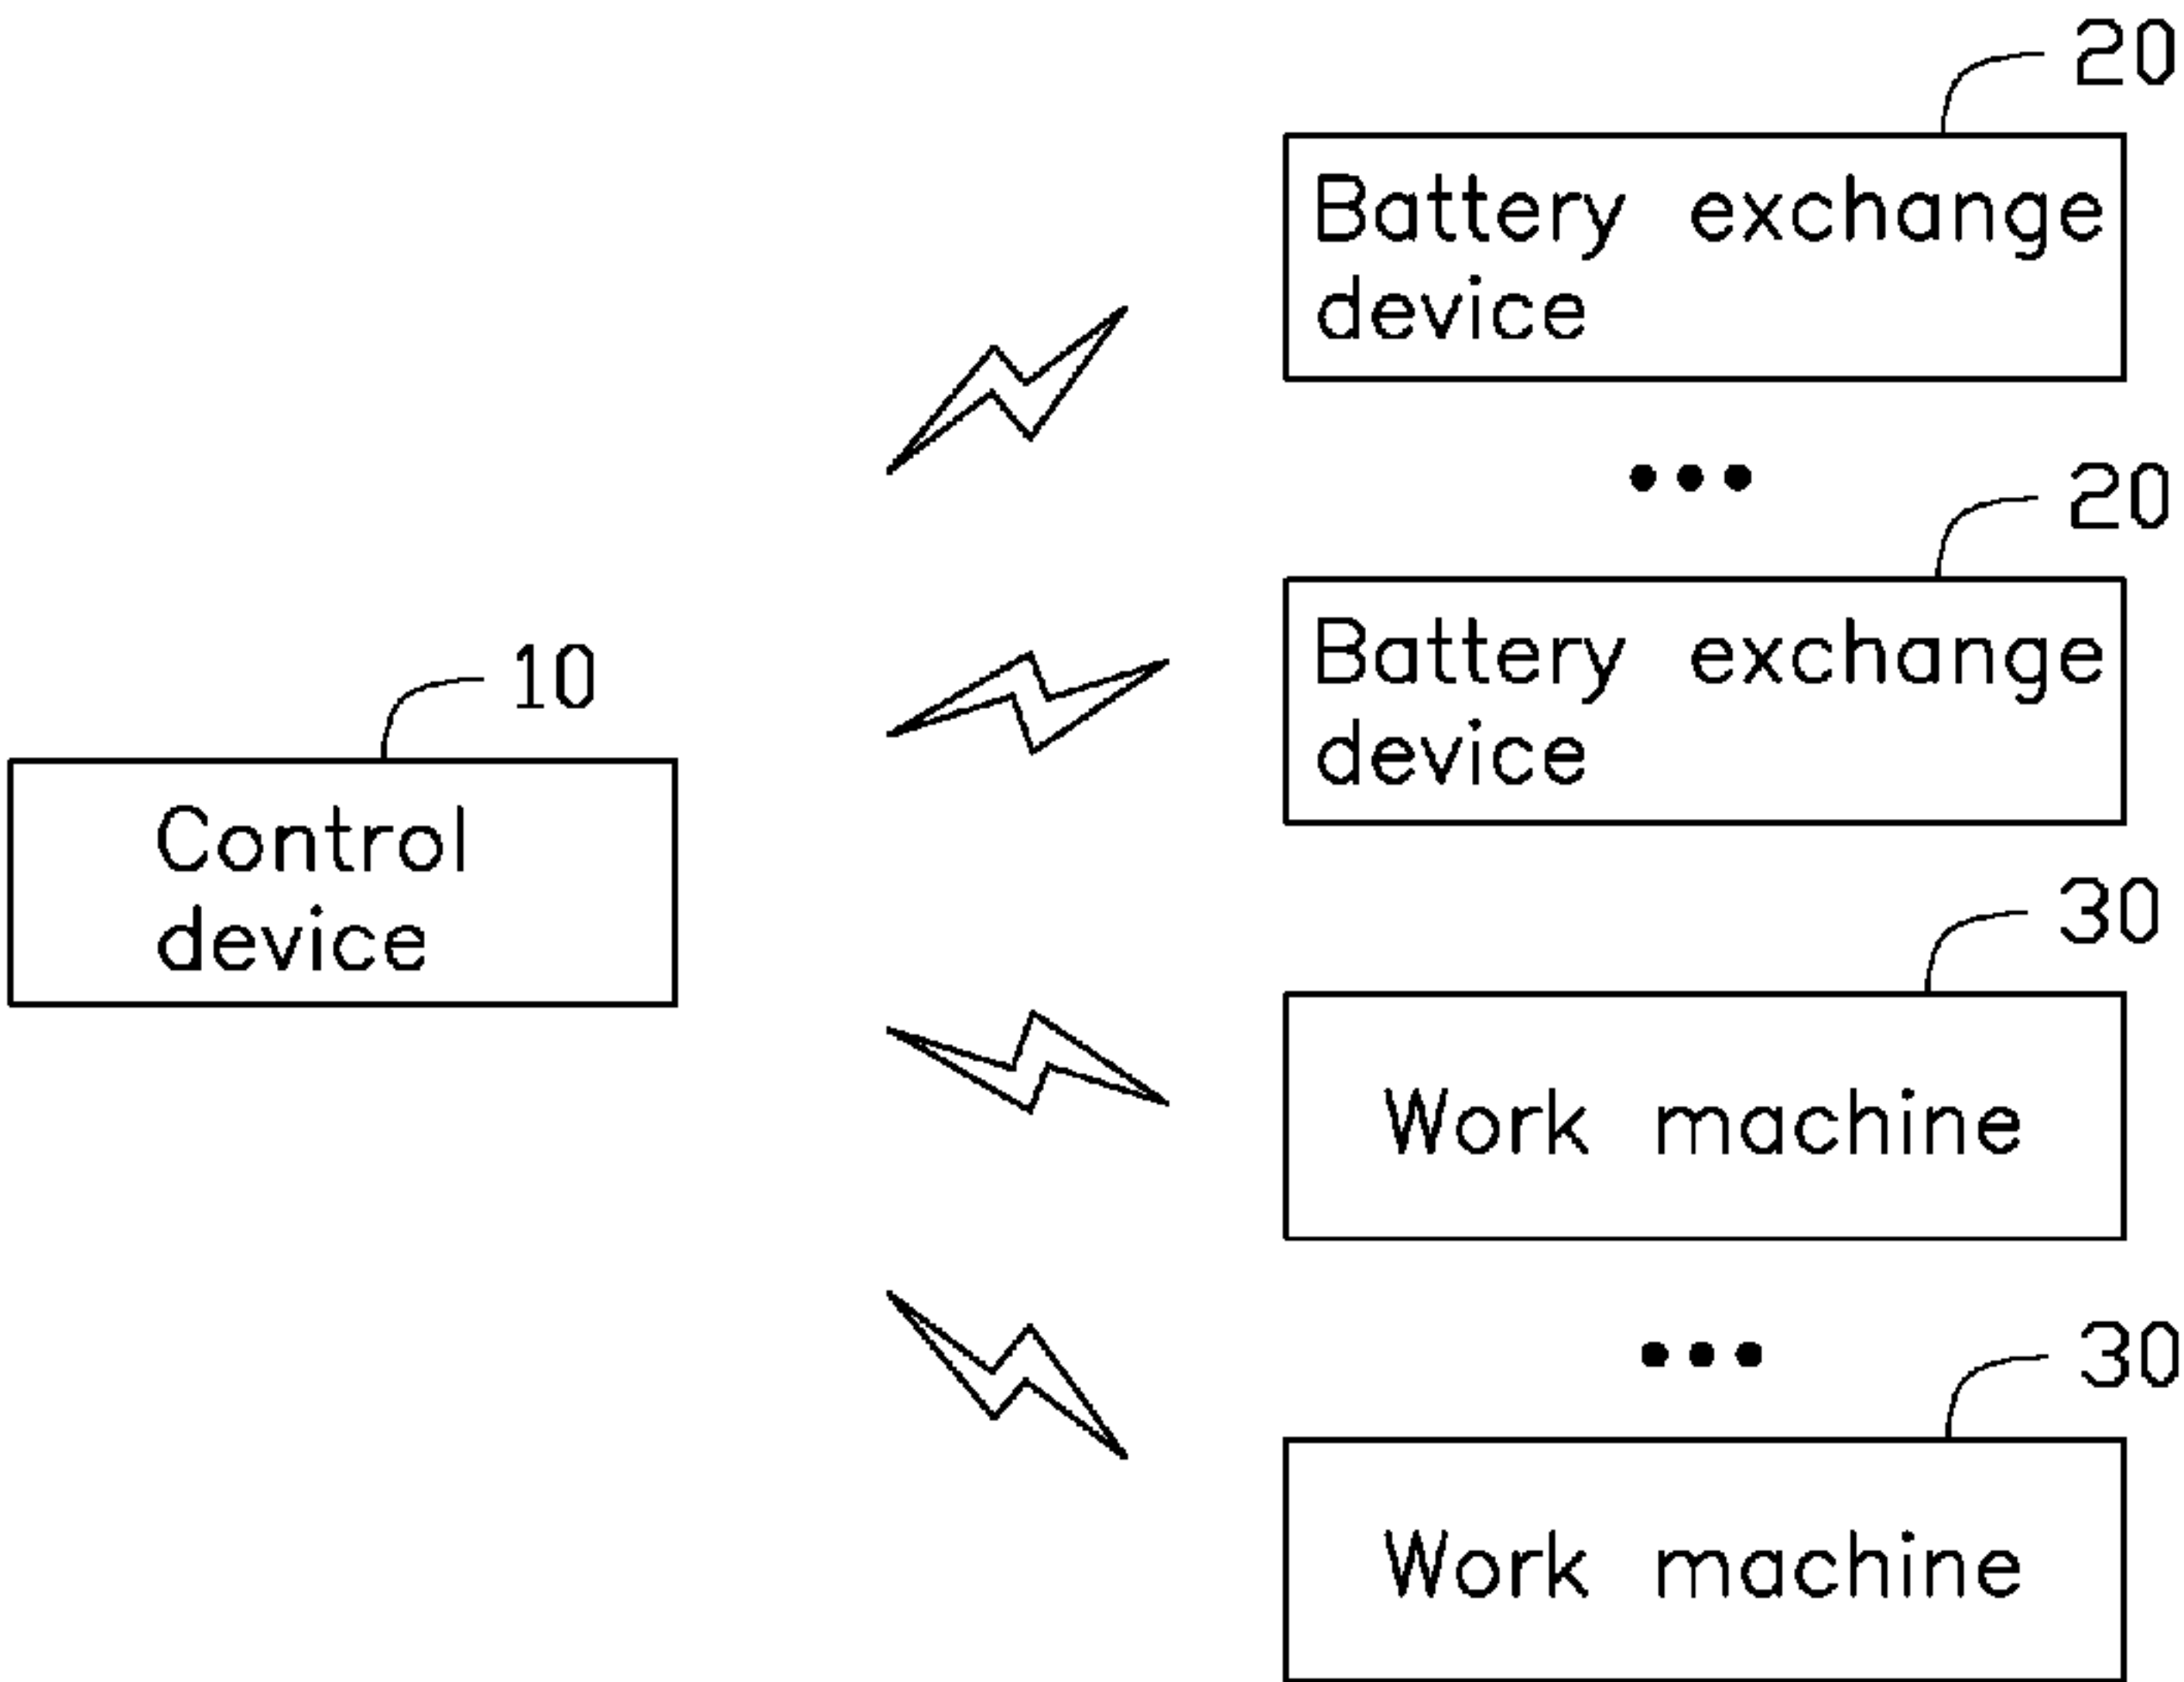 20
Battery exchange
device
20
Battery exchange
device
10
Control
device
30
Work machine
30
Work machine